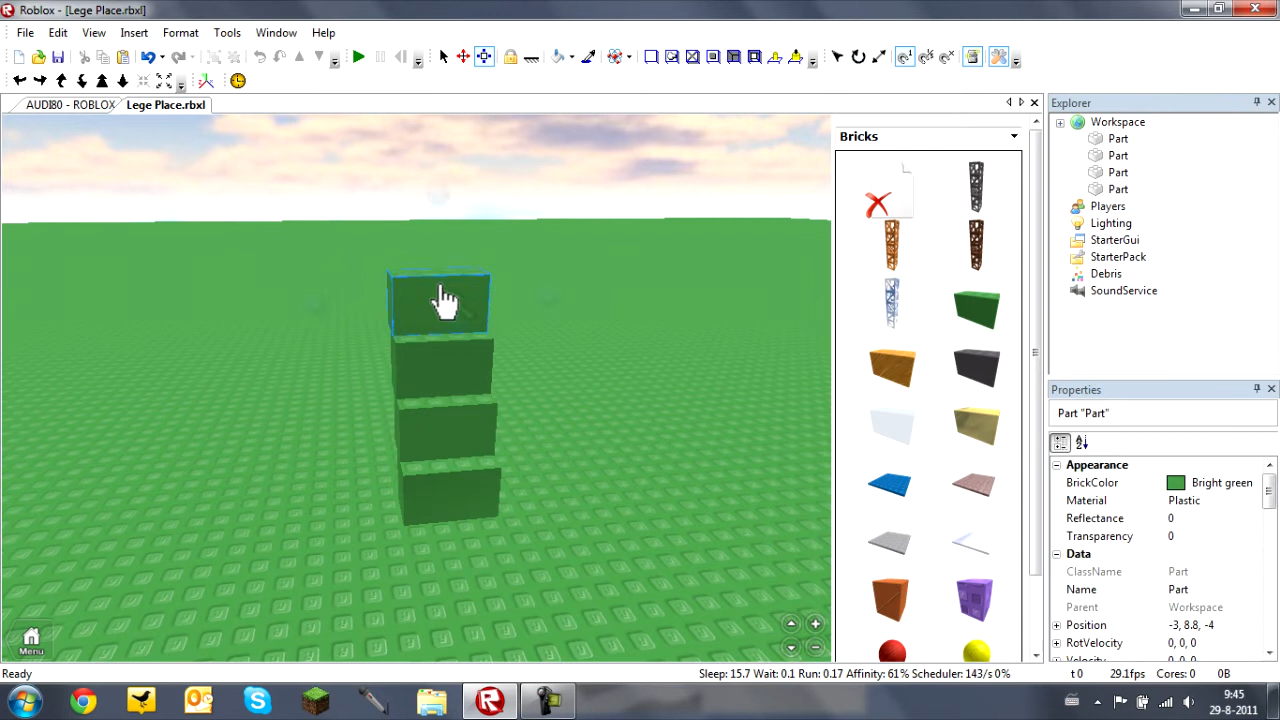 Roblox - [Lege Place.rbxl]
File Edit View Insert Format Tools Window Help
AUDI80 - ROBLOX Lege Place.rbxl
Bricks
Menu
Explorer
Workspace
Part
Part
Part
Part
Players
Lighting
StarterGui
StarterPack
Debris
SoundService
Properties
Part "Part"
Appearance
BrickColor Bright green
Material Plastic
Reflectance 0
Transparency 0
Data
ClassName Part
Name Part
Parent Workspace
Position -3, 8.8, -4
RotVelocity 0, 0, 0
Velocity 0, 0, 0
Ready Sleep: 15.7 Wait: 0.1 Run: 0.17 Affinity: 61% Scheduler: 143/s 0% t 0 29.1fps Cores: 0 0B
9:45
29-8-2011